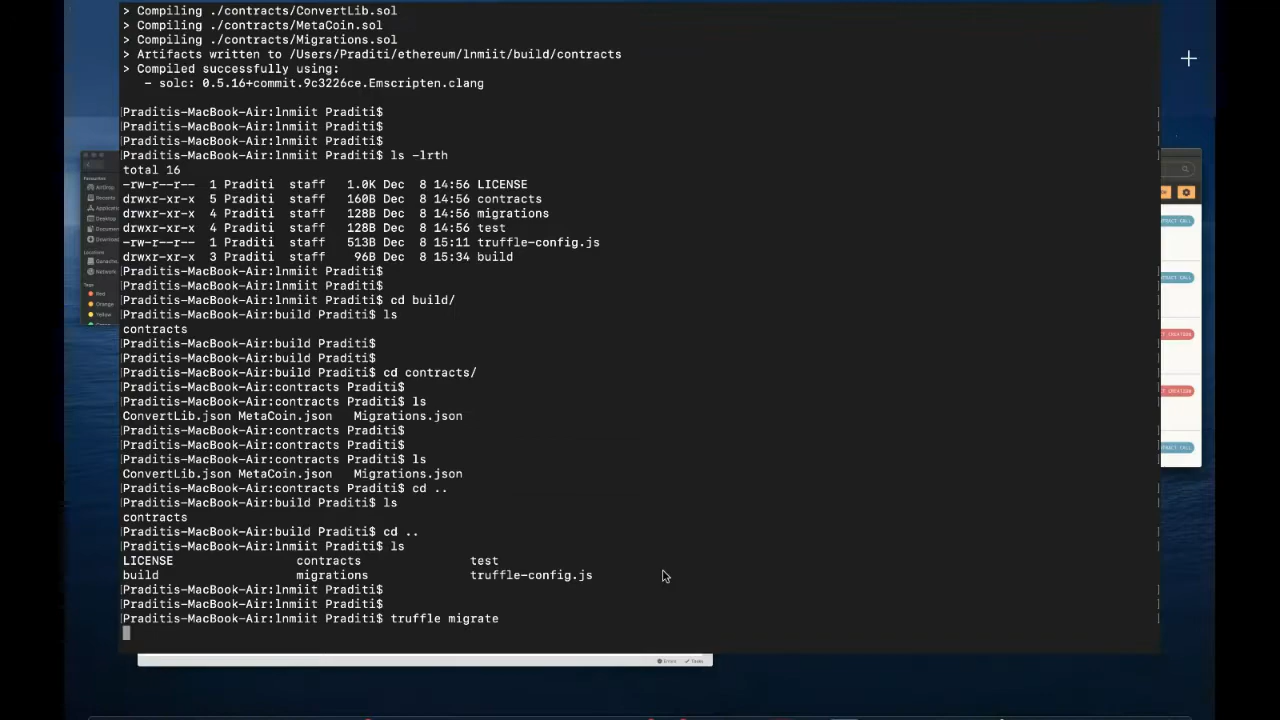 > Compiling ./contracts/ConvertLib.sol
> Compiling ./contracts/MetaCoin.sol
> Compiling ./contracts/Migrations.sol
> Artifacts written to /Users/Praditi/ethereum/lnmiit/build/contracts
> Compiled successfully using:
- solc: 0.5.16+commit.9c3226ce.Emscripten.clang
Praditis-MacBook-Air:lnmiit Praditi$
Praditis-MacBook-Air:lnmiit Praditi$
Praditis-MacBook-Air:lnmiit Praditi$
Praditis-MacBook-Air:lnmiit Praditi$ ls -lrth
total 16
-rw-r--r-- 1 Praditi staff 1.0K Dec 8 14:56 LICENSE
drwxr-xr-x 5 Praditi staff 160B Dec 8 14:56 contracts
drwxr-xr-x 4 Praditi staff 128B Dec 8 14:56 migrations
drwxr-xr-x 4 Praditi staff 128B Dec 8 14:56 test
-rw-r--r-- 1 Praditi staff 513B Dec 8 15:11 truffle-config.js
drwxr-xr-x 3 Praditi staff 96B Dec 8 15:34 build
Praditis-MacBook-Air:lnmiit Praditi$
Praditis-MacBook-Air:lnmiit Praditi$
Praditis-MacBook-Air:lnmiit Praditi$ cd build/
Praditis-MacBook-Air:build Praditi$ ls
contracts
Praditis-MacBook-Air:build Praditi$
Praditis-MacBook-Air:build Praditi$
Praditis-MacBook-Air:build Praditi$ cd contracts/
Praditis-MacBook-Air:contracts Praditi$
Praditis-MacBook-Air:contracts Praditi$ ls
ConvertLib.json MetaCoin.json Migrations.json
Praditis-MacBook-Air:contracts Praditi$
Praditis-MacBook-Air:contracts Praditi$
Praditis-MacBook-Air:contracts Praditi$ ls
ConvertLib.json MetaCoin.json Migrations.json
Praditis-MacBook-Air:contracts Praditi$ cd ..
Praditis-MacBook-Air:build Praditi$ ls
contracts
Praditis-MacBook-Air:build Praditi$ cd ..
Praditis-MacBook-Air:lnmiit Praditi$ ls
LICENSE contracts test
build migrations truffle-config.js
Praditis-MacBook-Air:lnmiit Praditi$
Praditis-MacBook-Air:lnmiit Praditi$
Praditis-MacBook-Air:lnmiit Praditi$ truffle migrate
Favourites
AirDrop
Recents
Desktop
Locations
Network
Tags
Red
Orange
Yellow
Errors Tasks